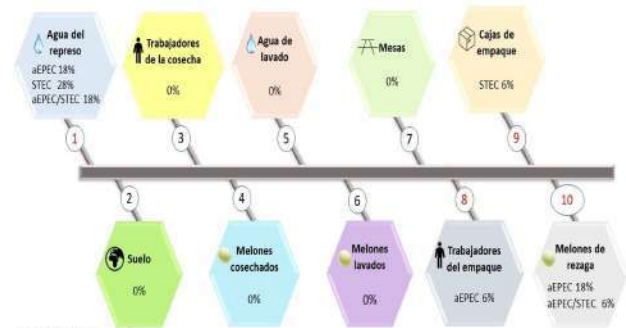 Agua del
represo
aEPEC 18%
STEC 28%
aEPEC/STEC 18%
Trabajadores
de la cosecha
0%
Agua de
lavado
0%
Mesas
0%
Cajas de
empaque
STEC 6%
1
3
5
7
9
2
4
6
8
10
Suelo
0%
Melones
cosechados
0%
Melones
lavados
0%
Trabajadores
del empaque
aEPEC 6%
Melones de
rezaga
aEPEC 18%
aEPEC/STEC 6%